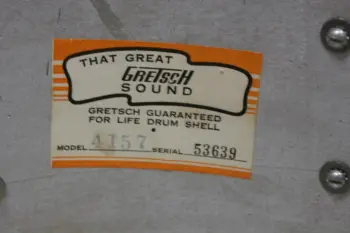 THAT GREAT
GRETSCH
SOUND
GRETSCH GUARANTEED
FOR LIFE DRUM SHELL
MODEL 4157 SERIAL 53639